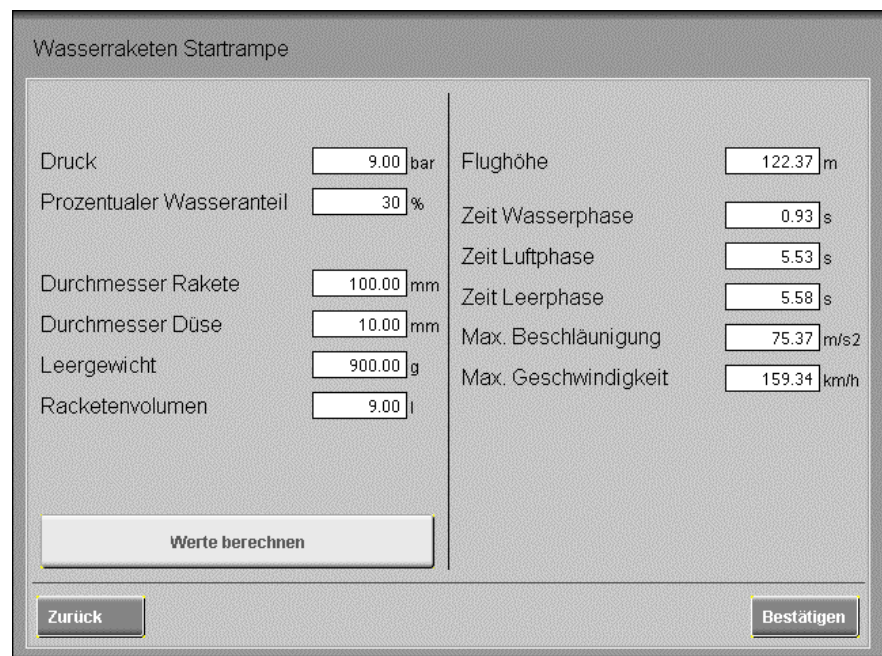 Wasserraketen Startrampe
Druck 9.00 bar
Prozentualer Wasseranteil 30 %
Durchmesser Rakete 100.00 mm
Durchmesser Düse 10.00 mm
Leergewicht 900.00 g
Racketenvolumen 9.00 l
Werte berechnen
Flughöhe 122.37 m
Zeit Wasserphase 0.93 s
Zeit Luftphase 5.53 s
Zeit Leerphase 5.58 s
Max. Beschläunigung 75.37 m/s2
Max. Geschwindigkeit 159.34 km/h
Zurück
Bestätigen